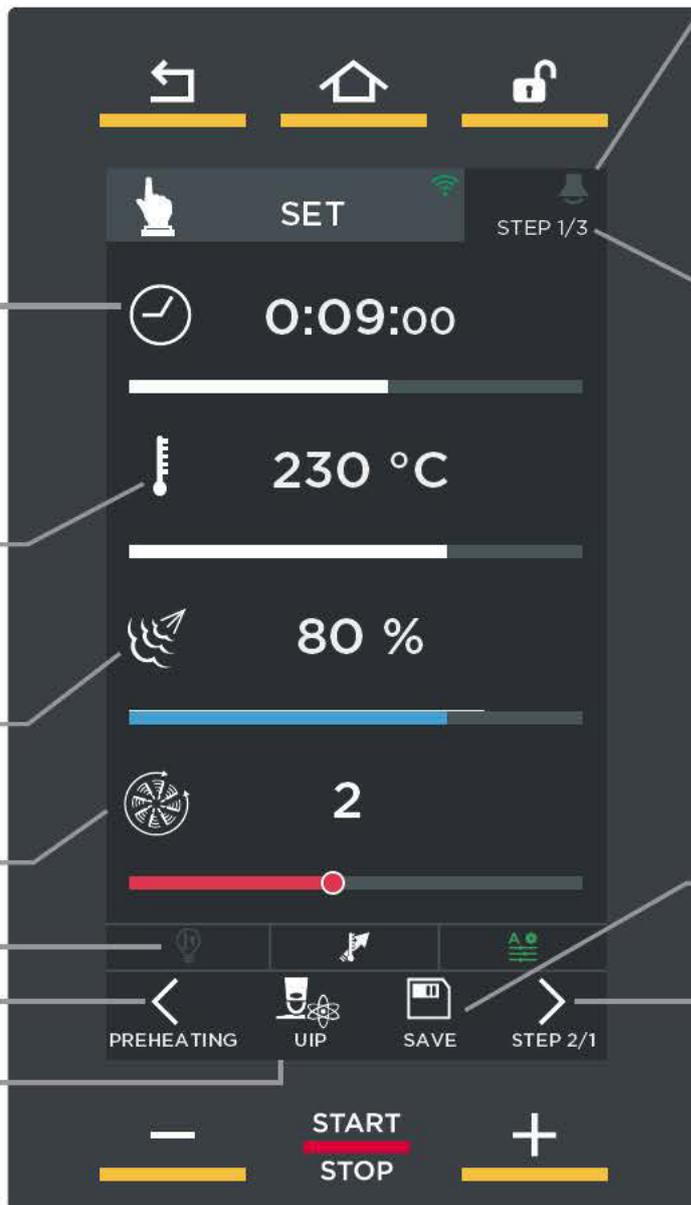 SET
STEP 1/3
0:09:00
230 °C
80 %
2
A
PREHEATING UIP SAVE STEP 2/1
START
STOP